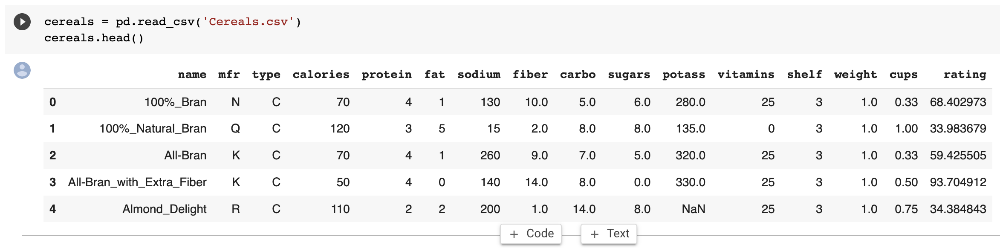 cereals = pd.read_csv('Cereals.csv')
cereals.head()
name mfr type calories protein fat sodium fiber carbo sugars potass vitamins shelf weight cups rating
0 100%_Bran N C 70 4 1 130 10.0 5.0 6.0 280.0 25 3 1.0 0.33 68.402973
1 100%_Natural_Bran Q C 120 3 5 15 2.0 8.0 8.0 135.0 0 3 1.0 1.00 33.983679
2 All-Bran K C 70 4 1 260 9.0 7.0 5.0 320.0 25 3 1.0 0.33 59.425505
3 All-Bran_with_Extra_Fiber K C 50 4 0 140 14.0 8.0 0.0 330.0 25 3 1.0 0.50 93.704912
4 Almond_Delight R C 110 2 2 200 1.0 14.0 8.0 NaN 25 3 1.0 0.75 34.384843
+ Code + Text